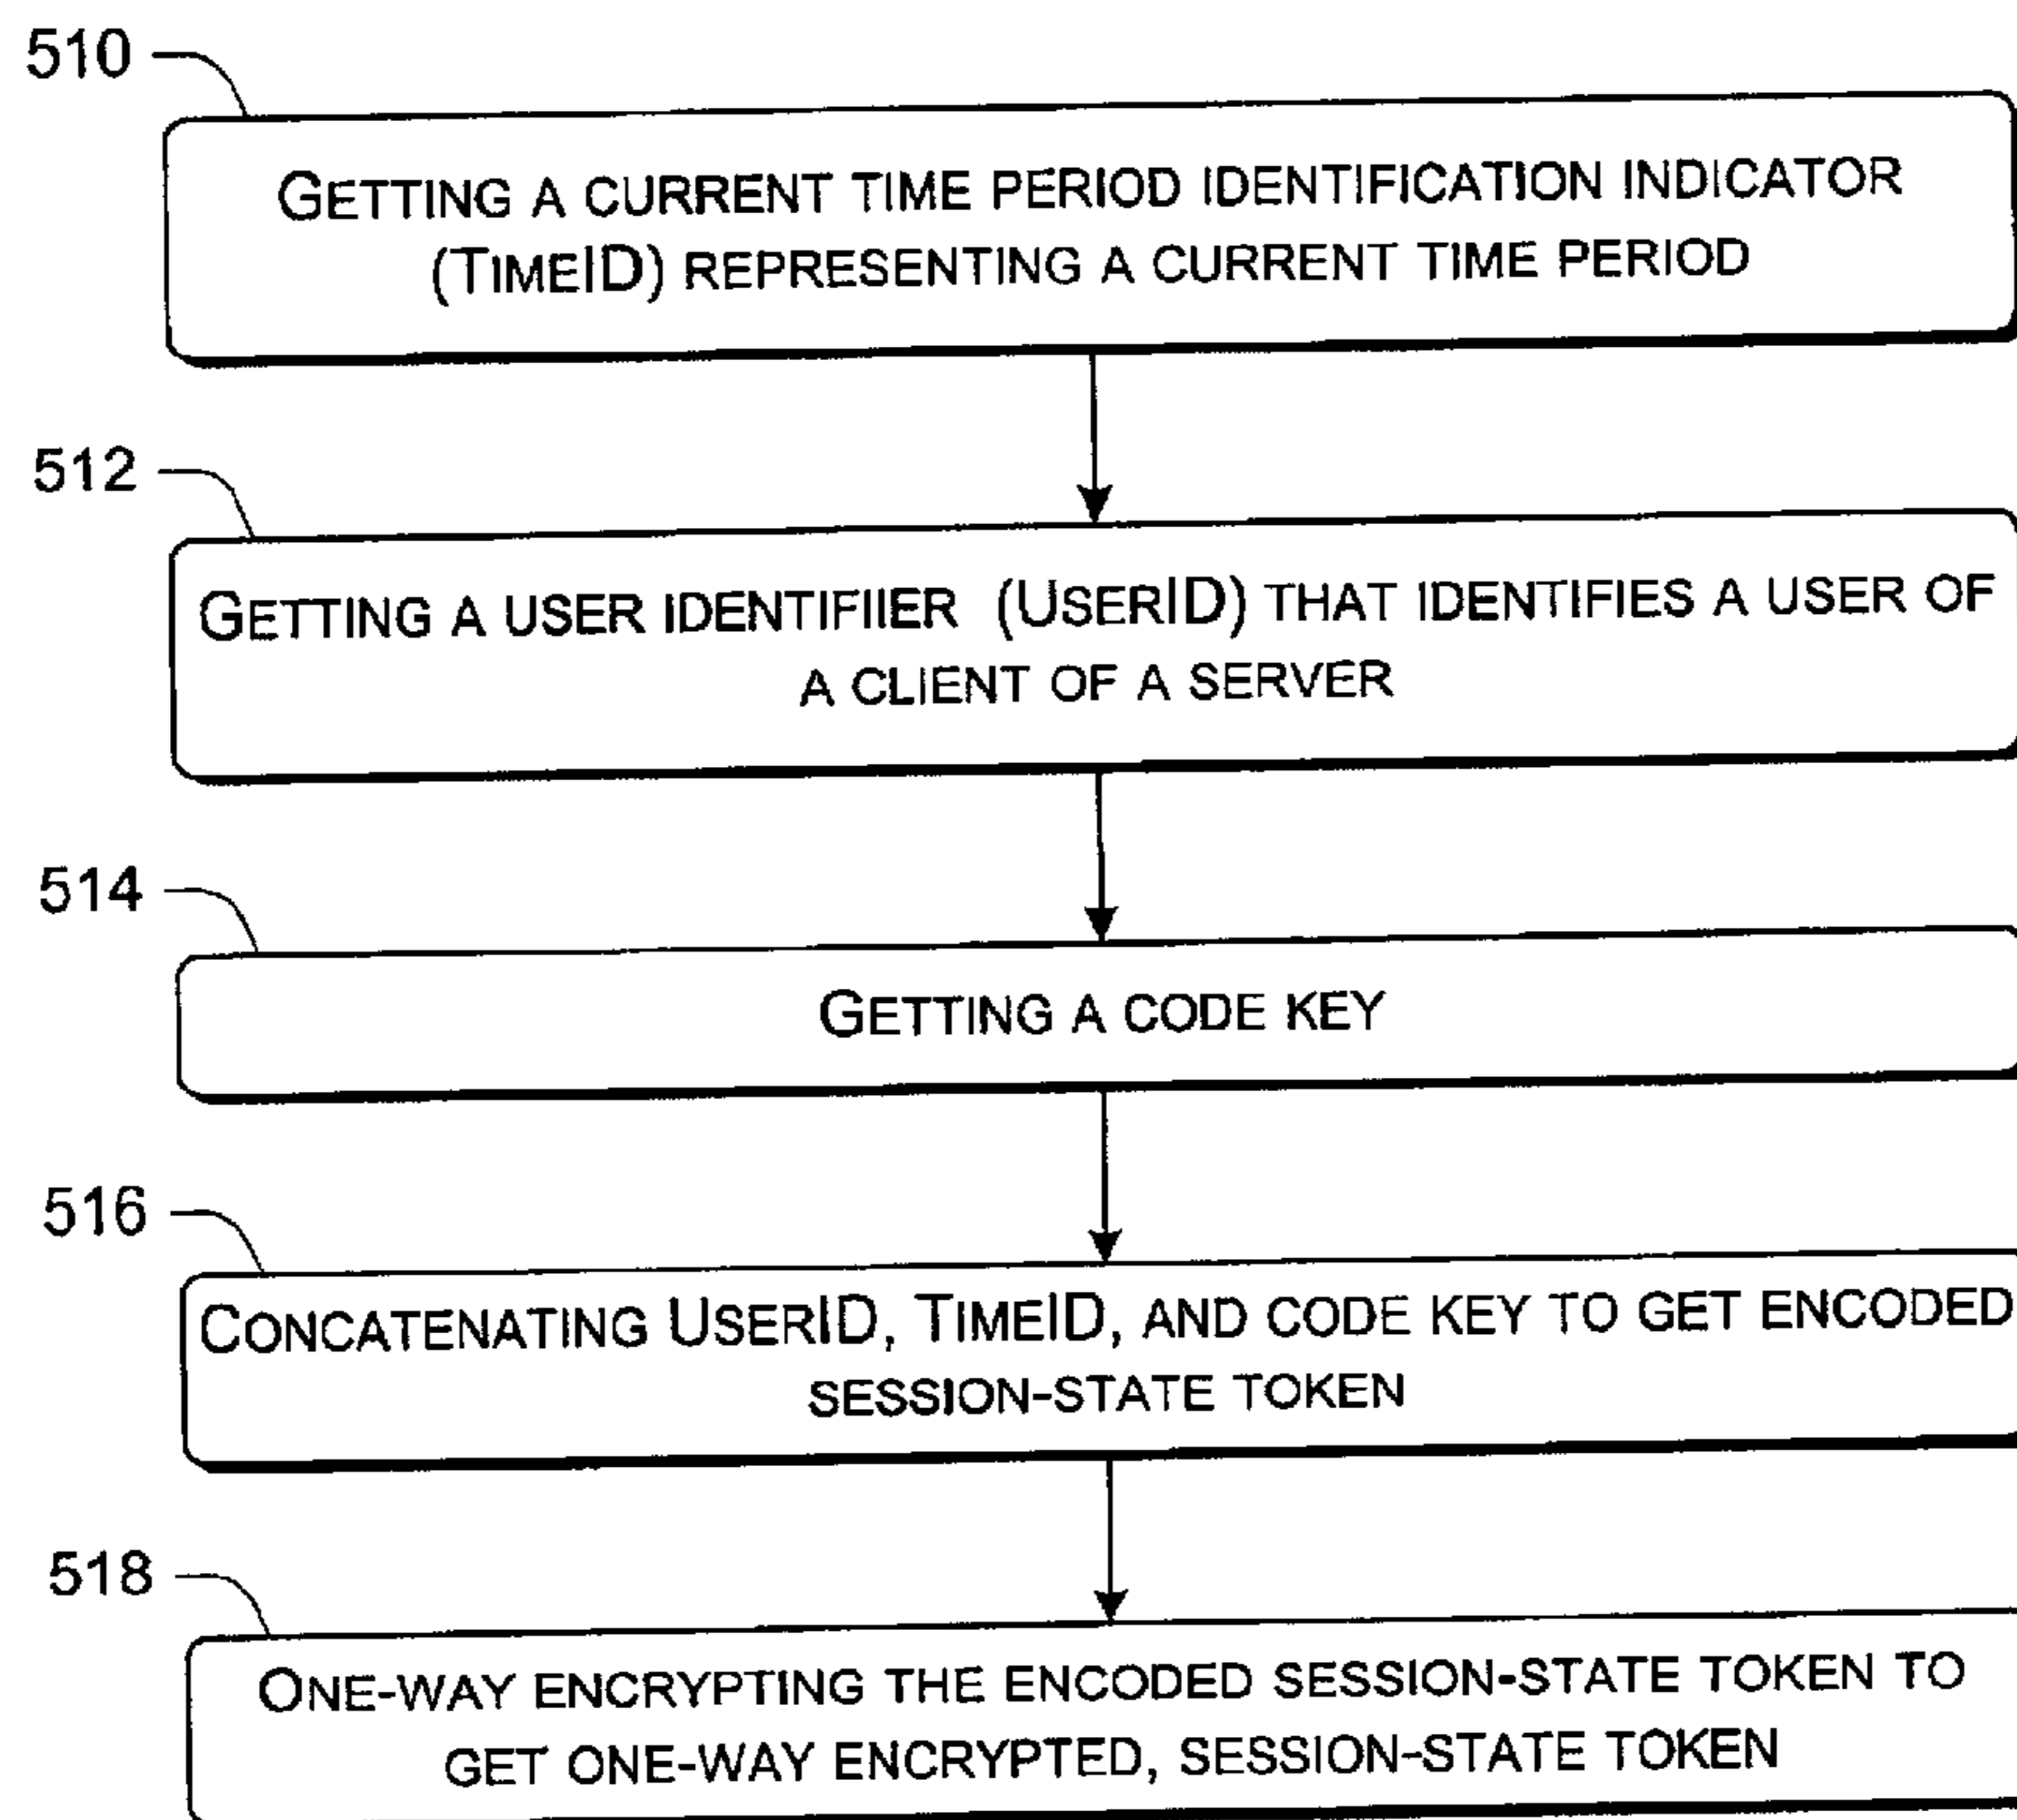 510
GETTING A CURRENT TIME PERIOD IDENTIFICATION INDICATOR
(TIMEID) REPRESENTING A CURRENT TIME PERIOD
512
GETTING A USER IDENTIFIIER (USERID) THAT IDENTIFIES A USER OF
A CLIENT OF A SERVER
514
GETTING A CODE KEY
516
CONCATENATING USERID, TIMEID, AND CODE KEY TO GET ENCODED
SESSION-STATE TOKEN
518
ONE-WAY ENCRYPTING THE ENCODED SESSION-STATE TOKEN TO
GET ONE-WAY ENCRYPTED, SESSION-STATE TOKEN